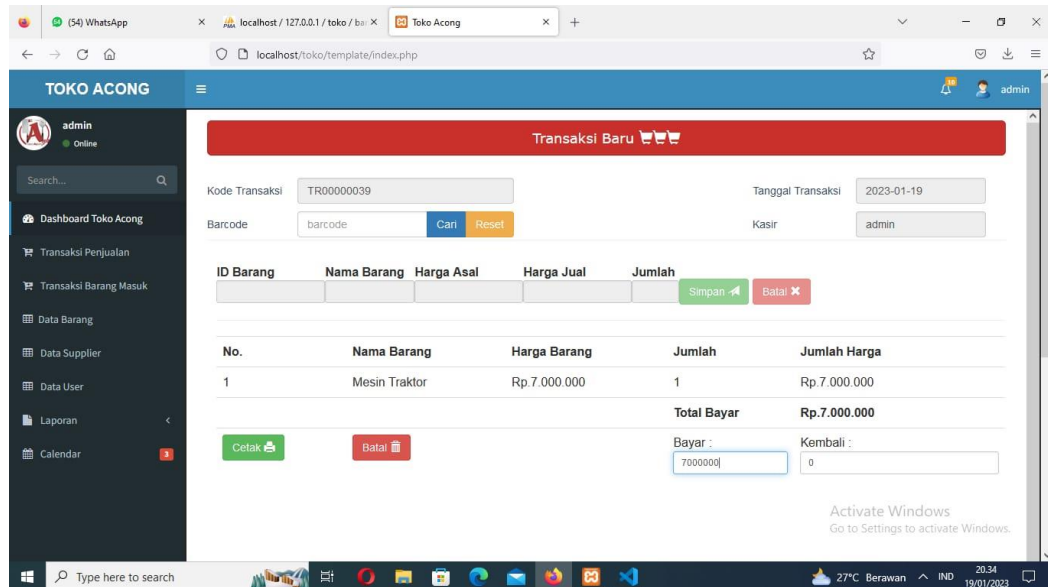 (54) WhatsApp
localhost / 127.0.0.1 / toko / bar
Toko Acong
localhost/toko/template/index.php
TOKO ACONG
admin
admin
Online
Transaksi Baru
Search...
Kode Transaksi TR00000039 Tanggal Transaksi 2023-01-19
Barcode barcode Cari Reset Kasir admin
Dashboard Toko Acong
Transaksi Penjualan
Transaksi Barang Masuk
Data Barang
Data Supplier
Data User
Laporan
Calendar 3
ID Barang Nama Barang Harga Asal Harga Jual Jumlah
Simpan Batal
No. Nama Barang Harga Barang Jumlah Jumlah Harga
1 Mesin Traktor Rp.7.000.000 1 Rp.7.000.000
Total Bayar Rp.7.000.000
Cetak Batal Bayar : Kembali :
7000000 0
Activate Windows
Go to Settings to activate Windows.
Type here to search
27°C Berawan IND 20.34
19/01/2023